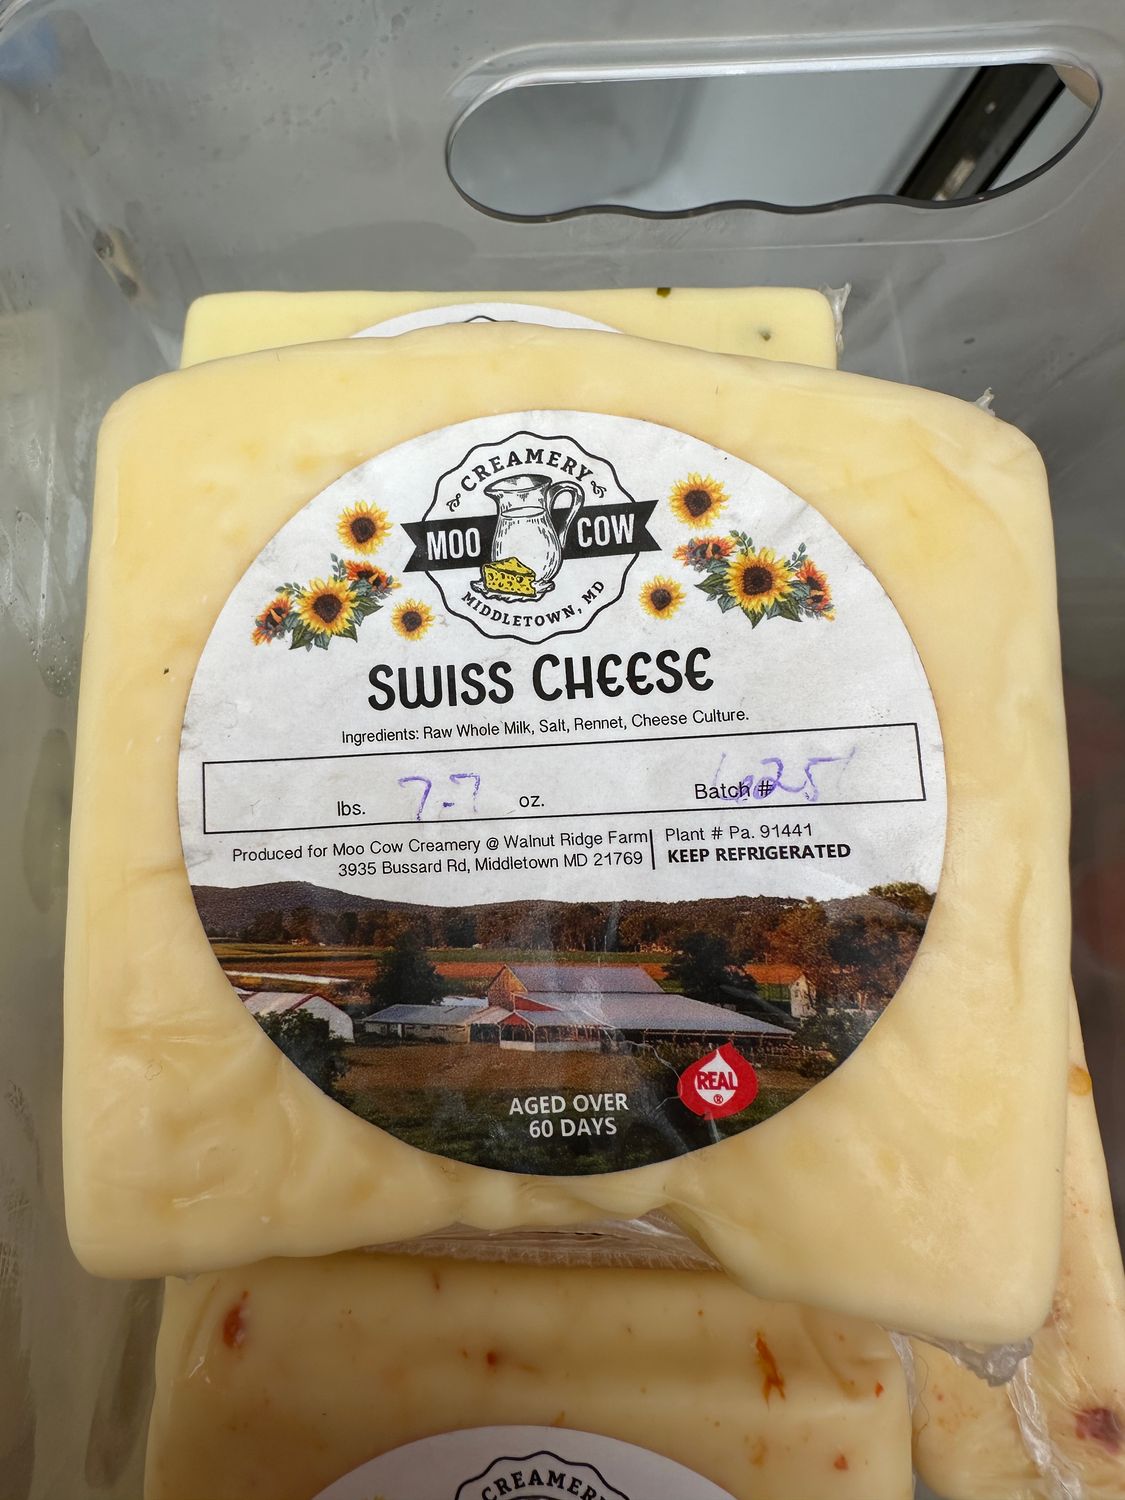 CREAMERY
MOO COW
MIDDLETOWN, MD
SWISS CHEESE
Ingredients: Raw Whole Milk, Salt, Rennet, Cheese Culture.
lbs. 7.7 oz. Batch #
Produced for Moo Cow Creamery @ Walnut Ridge Farm
3935 Bussard Rd, Middletown MD 21769
Plant # Pa. 91441
KEEP REFRIGERATED
REAL
®
AGED OVER
60 DAYS
CREAMERY